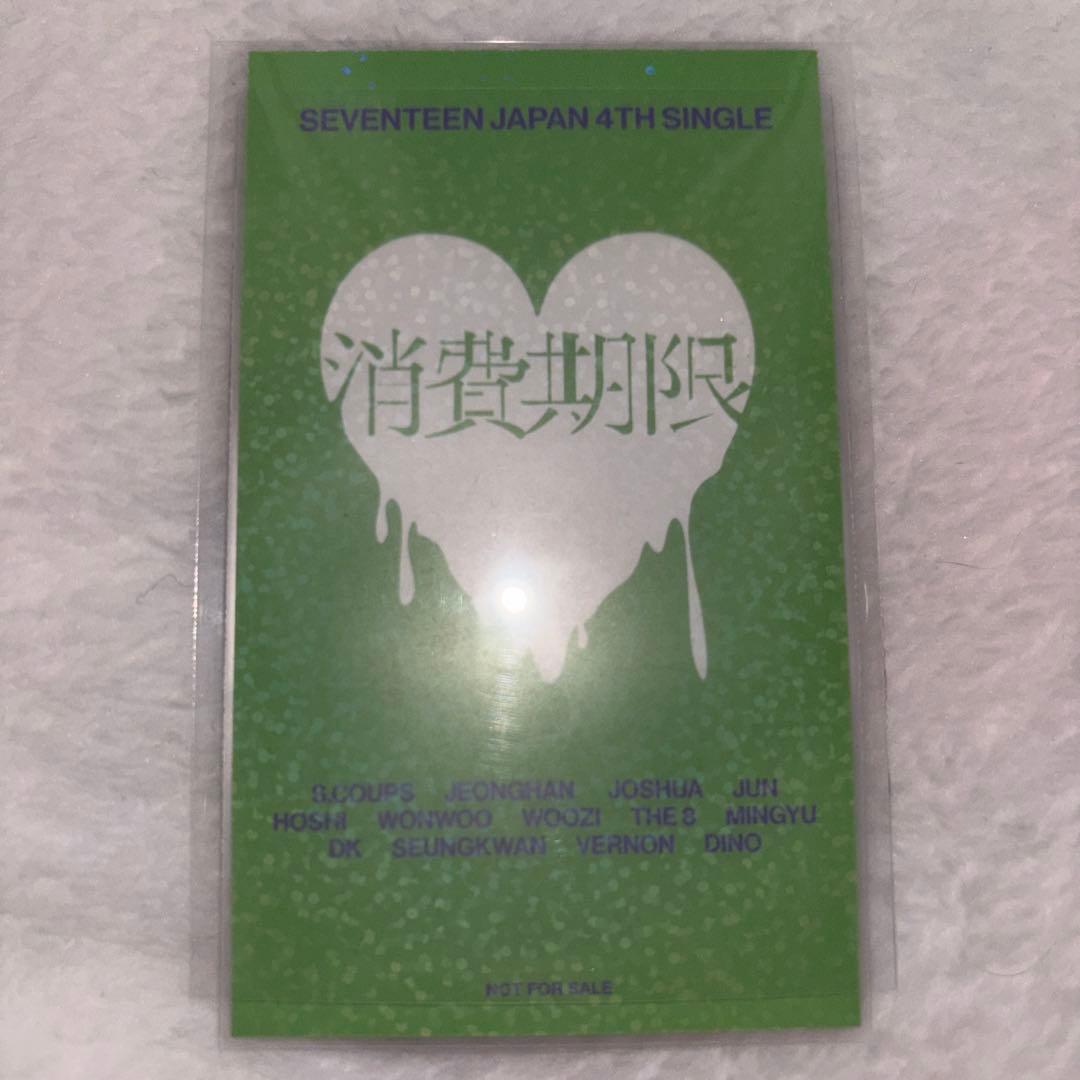 SEVENTEEN JAPAN 4TH SINGLE
消費期限
S.COUPS JEONGHAN JOSHUA JUN
HOSHI WONWOO WOOZI THE 8 MINGYU
DK SEUNGKWAN VERNON DINO
NOT FOR SALE